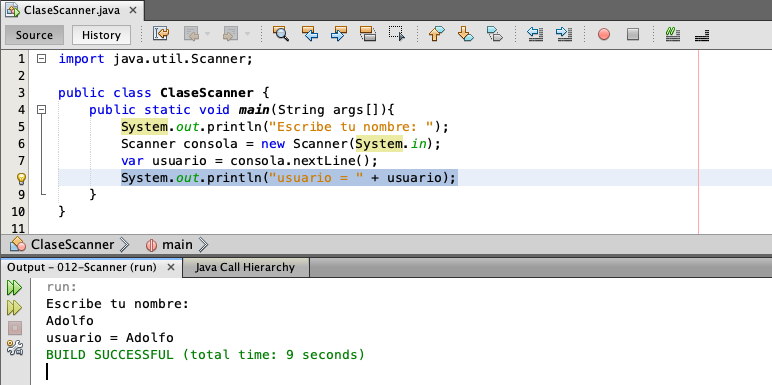 ClaseScanner.java ×
Source History
1 import java.util.Scanner;
2
3 public class ClaseScanner {
4 public static void main(String args[]){
5 System.out.println("Escribe tu nombre: ");
6 Scanner consola = new Scanner(System.in);
7 var usuario = consola.nextLine();
System.out.println("usuario = " + usuario);
9 }
10 }
11
ClaseScanner main
Output – 012-Scanner (run) × Java Call Hierarchy
run:
Escribe tu nombre:
Adolfo
usuario = Adolfo
BUILD SUCCESSFUL (total time: 9 seconds)